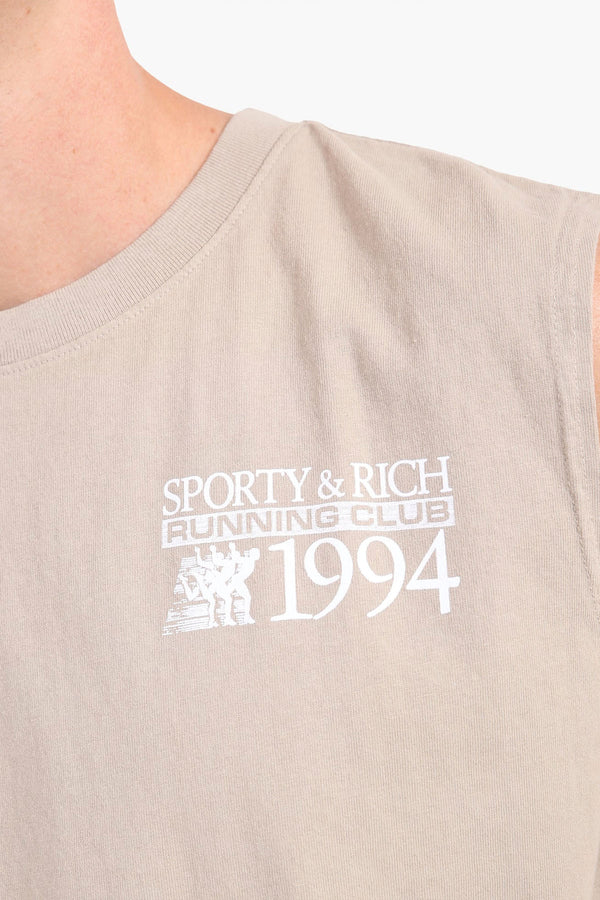 SPORTY & RICH
RUNNING CLUB
1994